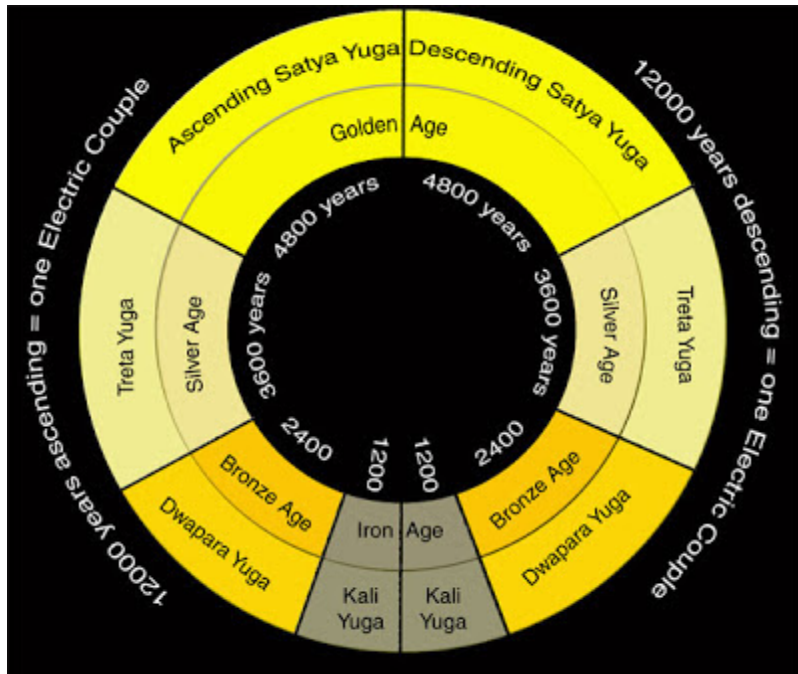 12000 years ascending = one Electric Couple
12000 years descending = one Electric Couple
Ascending Satya Yuga
Descending Satya Yuga
Golden Age
4800 years
4800 years
Treta Yuga
Silver Age
3600 years
3600 years
Silver Age
Treta Yuga
Dwapara Yuga
Bronze Age
2400
1200
1200
2400
Bronze Age
Dwapara Yuga
Iron Age
Kali
Yuga
Kali
Yuga